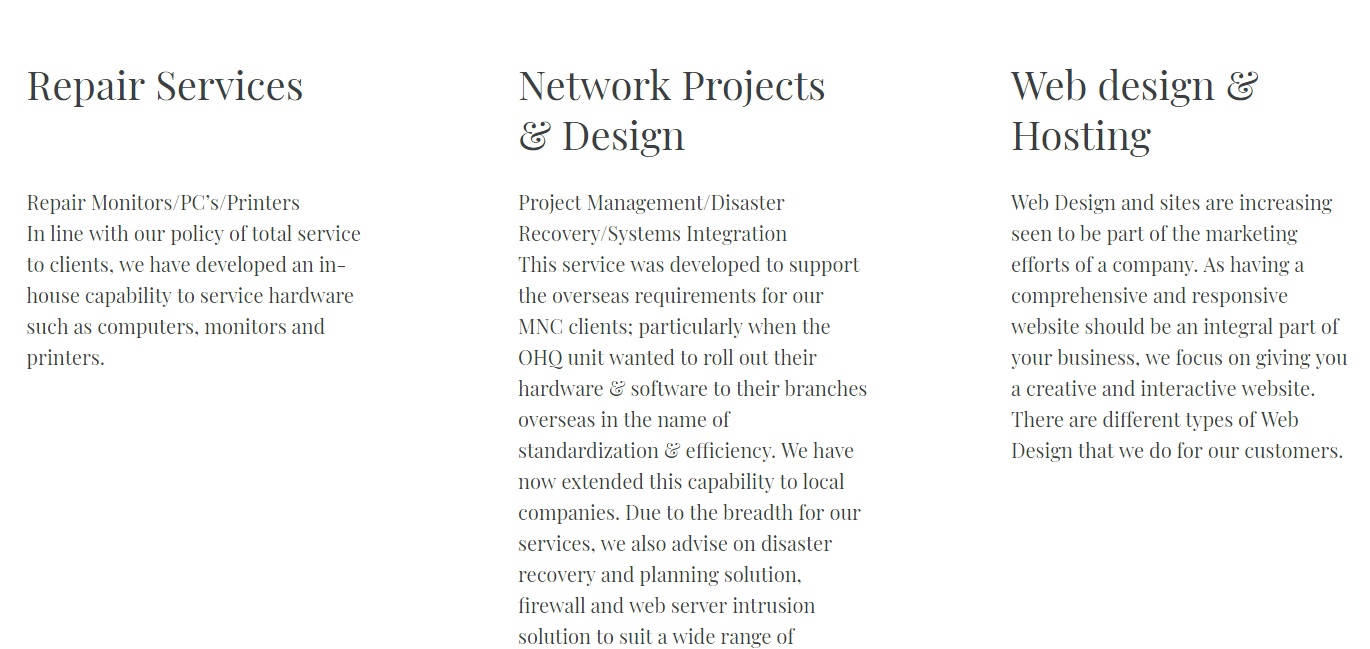 Repair Services
Repair Monitors/PC’s/Printers
In line with our policy of total service
to clients, we have developed an in-
house capability to service hardware
such as computers, monitors and
printers.
Network Projects
& Design
Project Management/Disaster
Recovery/Systems Integration
This service was developed to support
the overseas requirements for our
MNC clients; particularly when the
OHQ unit wanted to roll out their
hardware & software to their branches
overseas in the name of
standardization & efficiency. We have
now extended this capability to local
companies. Due to the breadth for our
services, we also advise on disaster
recovery and planning solution,
firewall and web server intrusion
solution to suit a wide range of
Web design &
Hosting
Web Design and sites are increasing
seen to be part of the marketing
efforts of a company. As having a
comprehensive and responsive
website should be an integral part of
your business, we focus on giving you
a creative and interactive website.
There are different types of Web
Design that we do for our customers.